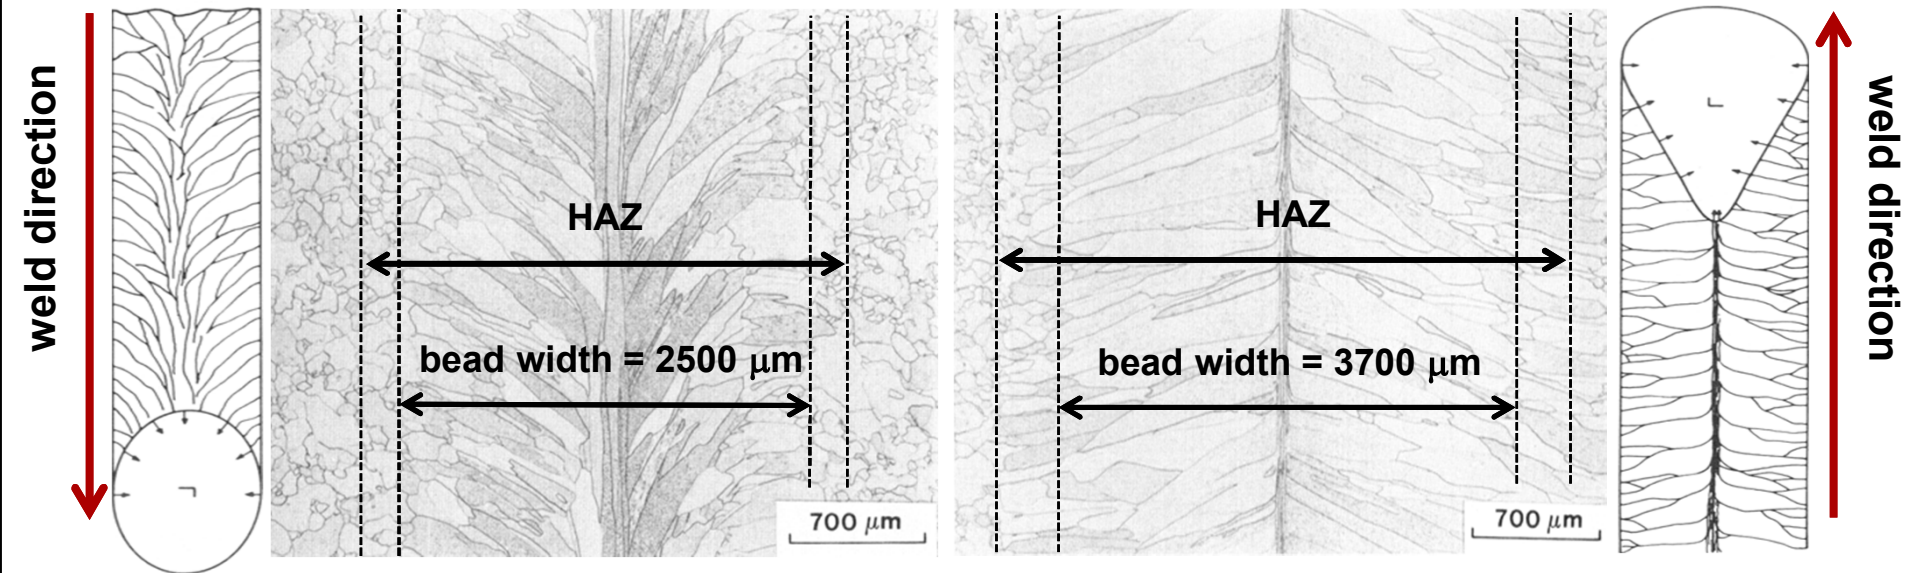 weld direction
HAZ
bead width = 2500 μm
700 μm
HAZ
bead width = 3700 μm
700 μm
weld direction